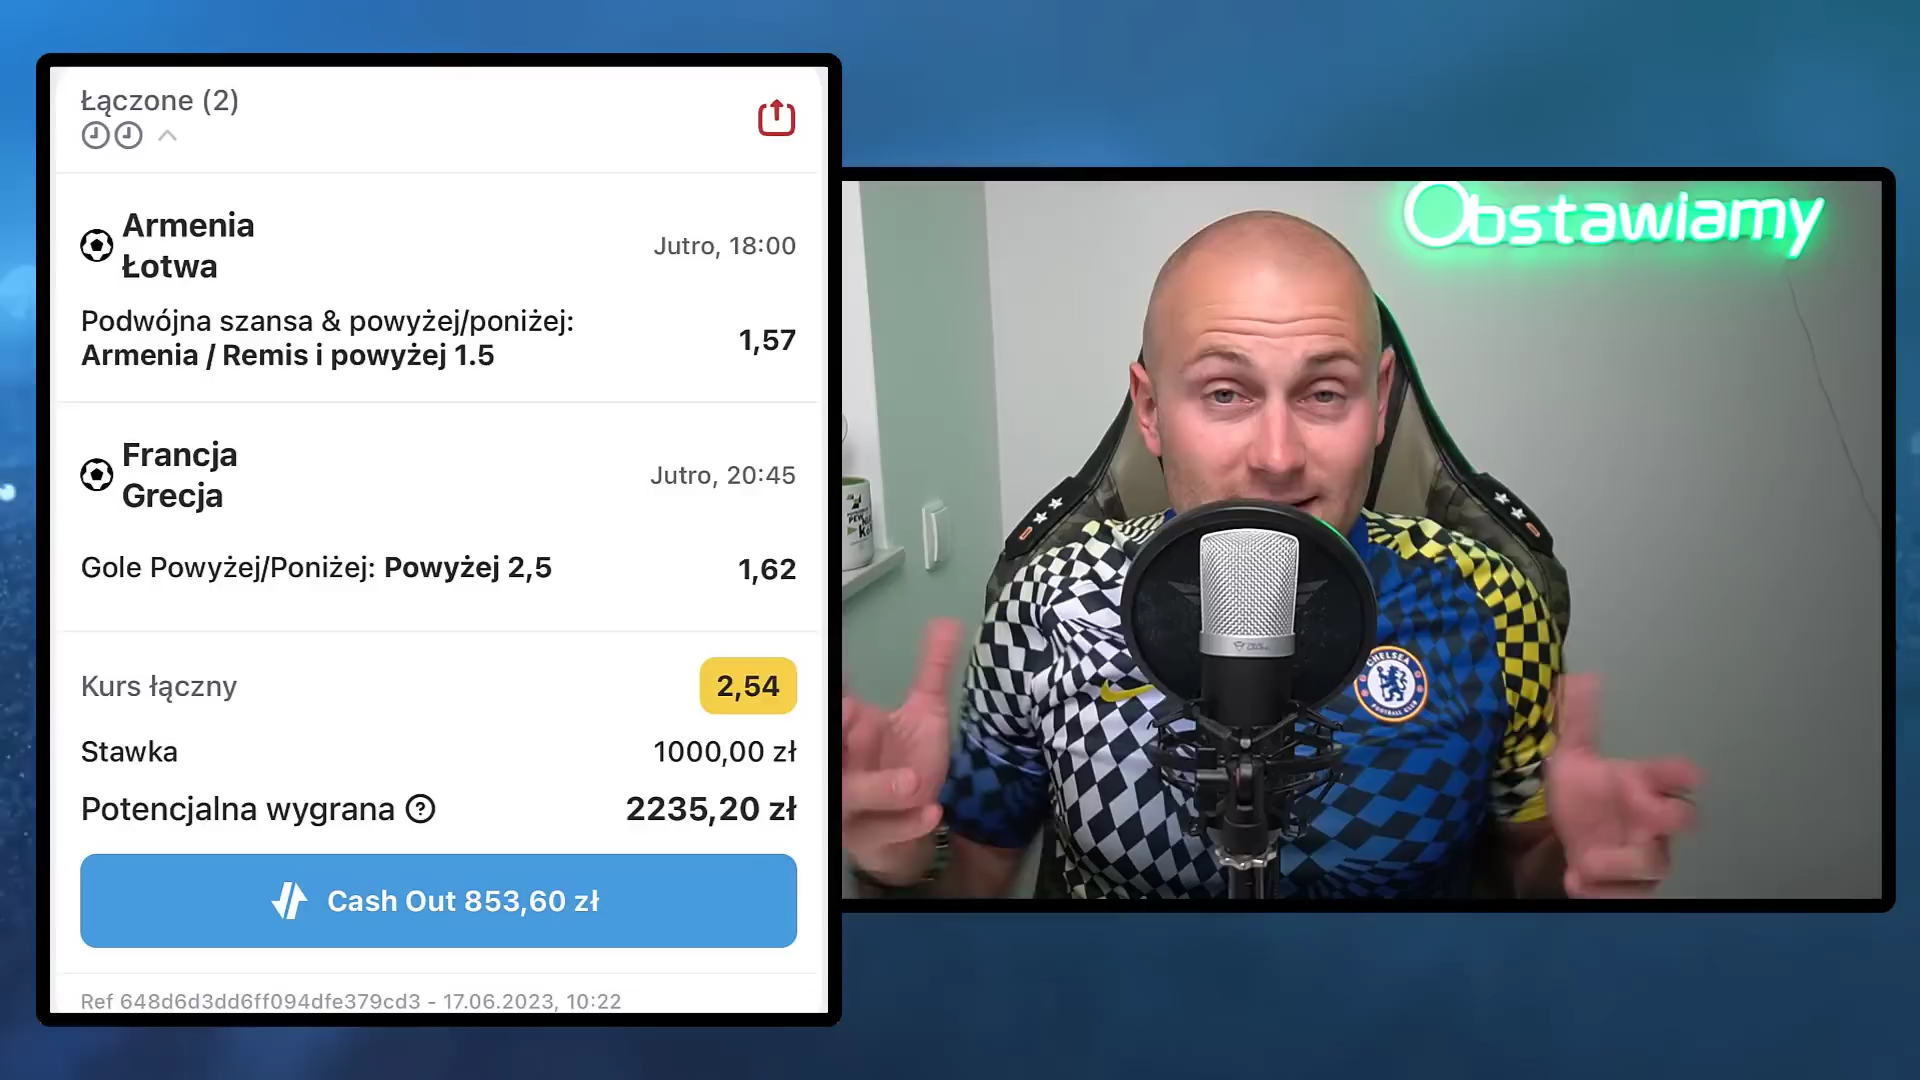 Łączone (2)
Armenia
Łotwa
Jutro, 18:00
Podwójna szansa & powyżej/poniżej:
Armenia / Remis i powyżej 1.5
1,57
Francja
Grecja
Jutro, 20:45
Gole Powyżej/Poniżej: Powyżej 2,5
1,62
Kurs łączny
2,54
Stawka
1000,00 zł
Potencjalna wygrana ?
2235,20 zł
Cash Out 853,60 zł
Ref 648d6d3dd6ff094dfe379cd3 - 17.06.2023, 10:22
Obstawiamy
CHELSEA
FOOTBALL CLUB